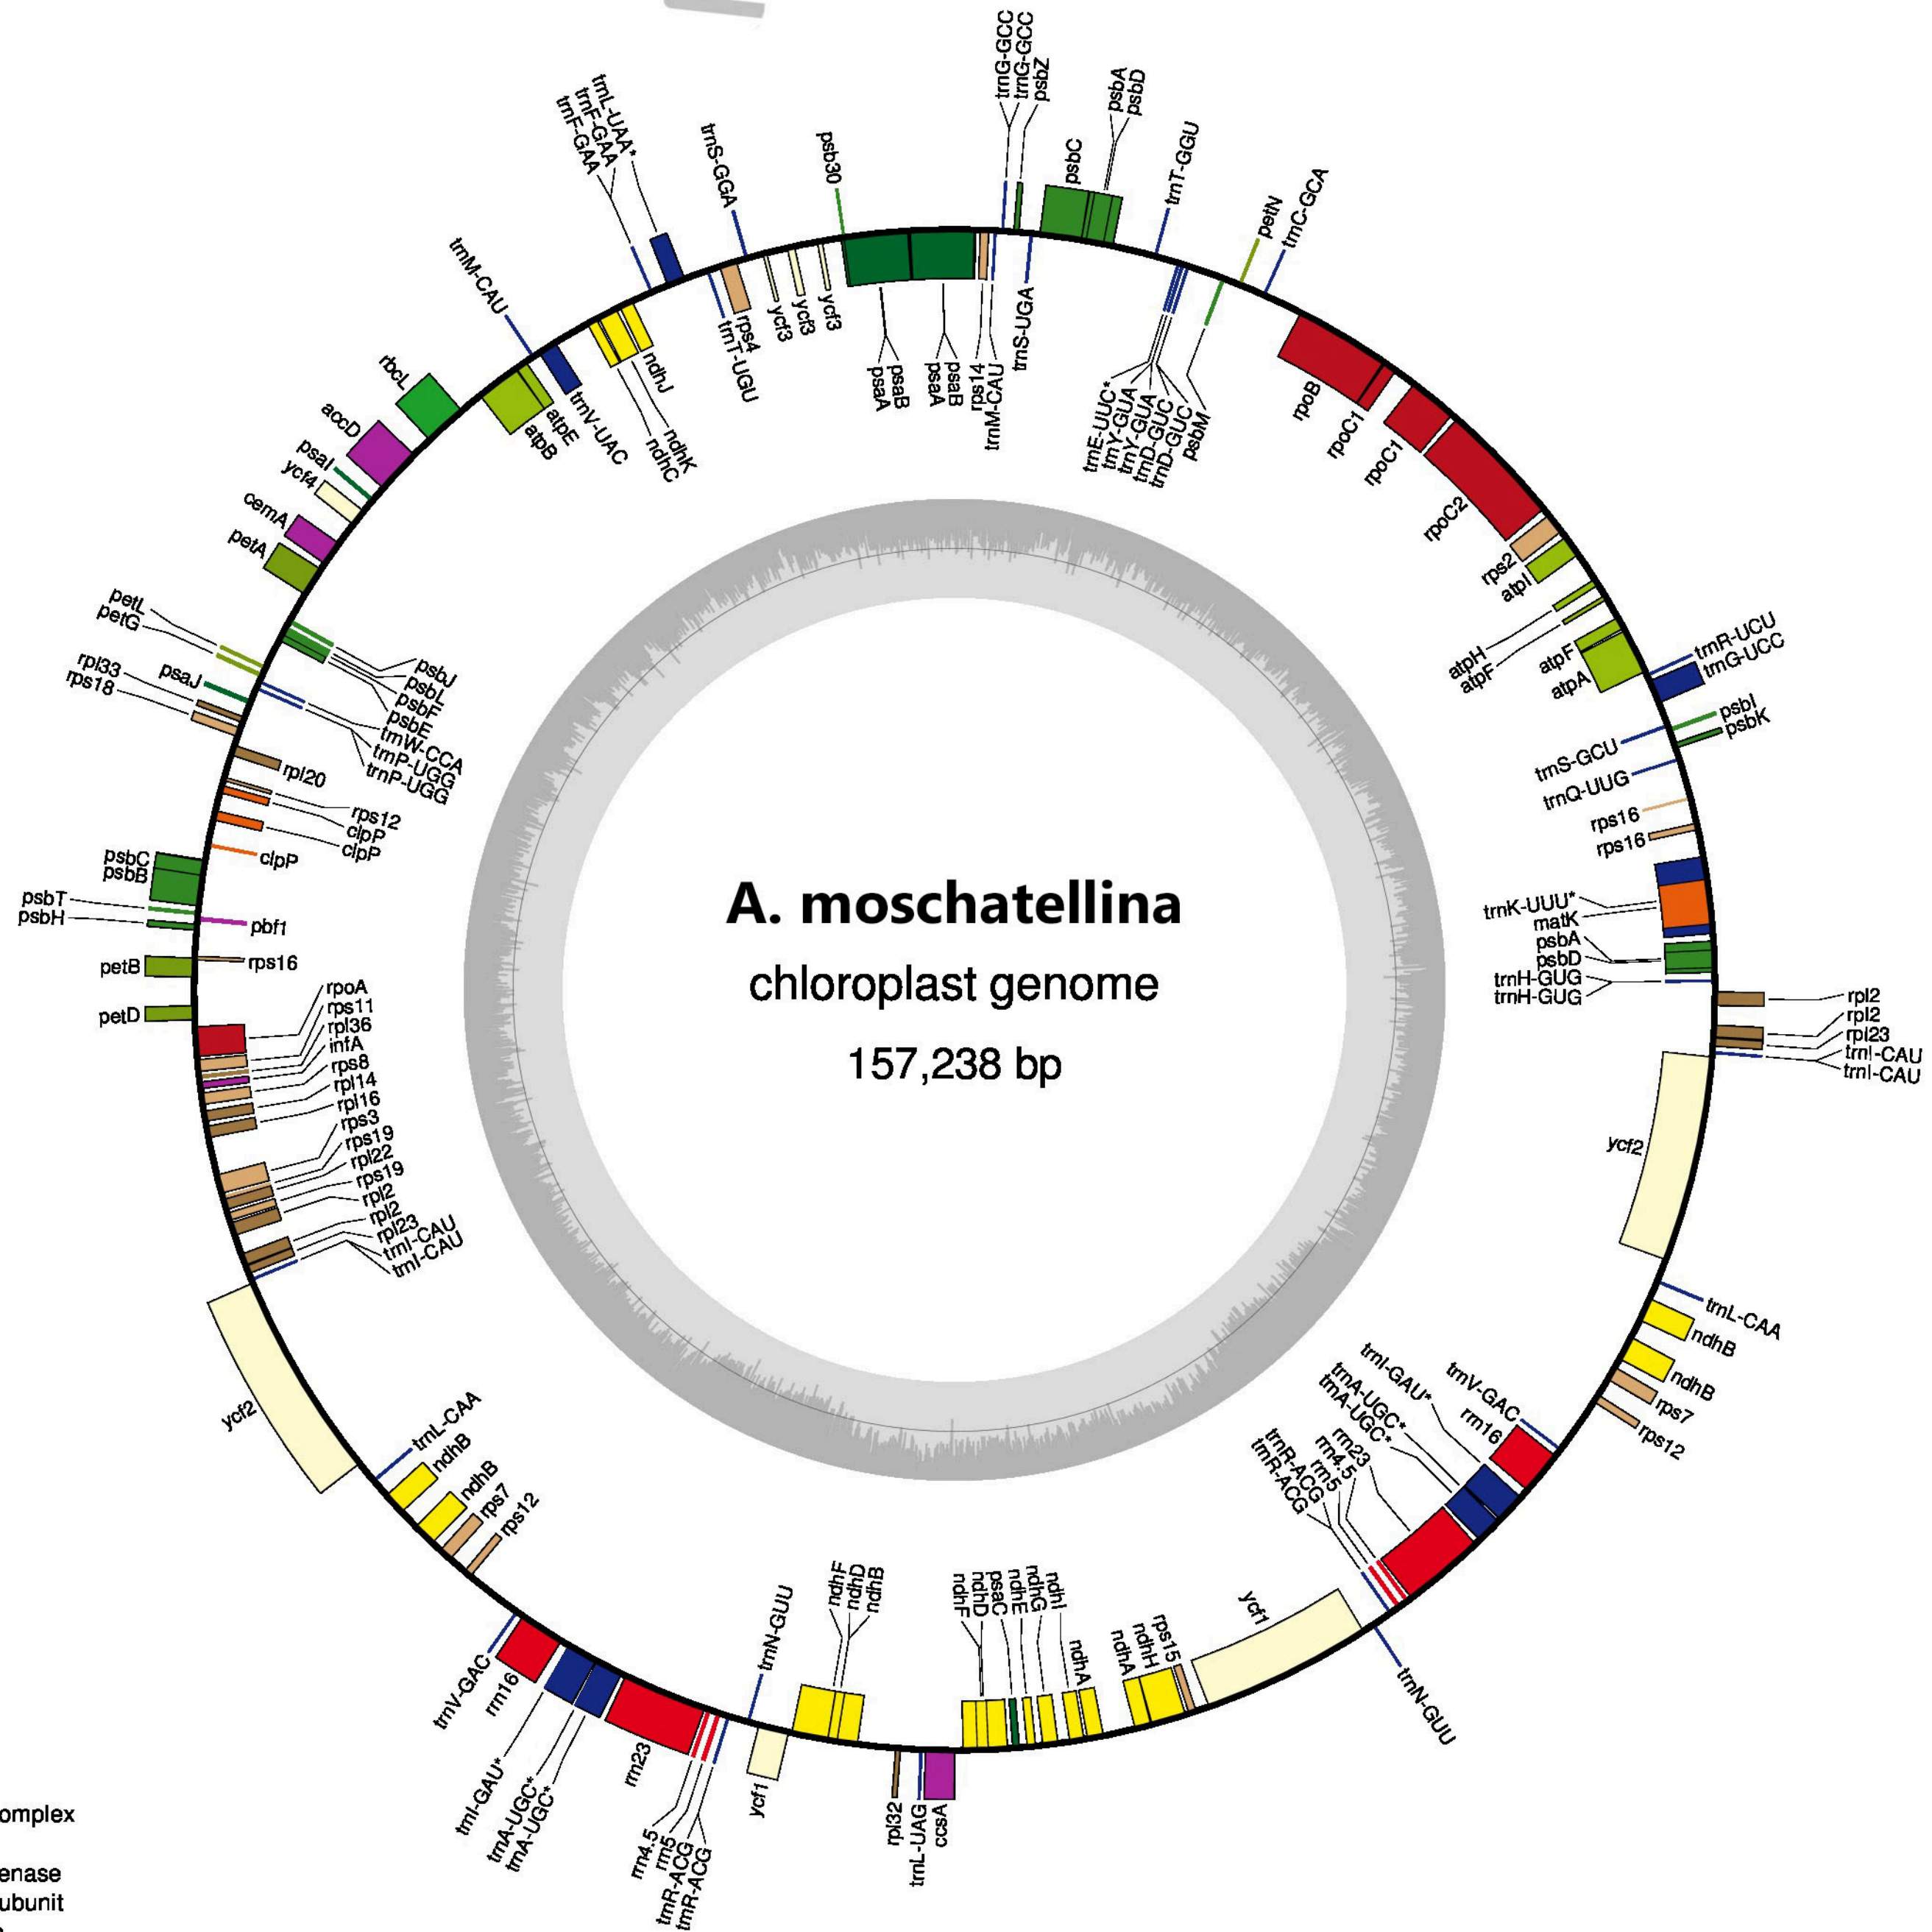 trnG-GCC
trnG-GCC
psbZ
psbA
psbD
psbC
trnT-GGU
petN
trnC-GCA
trnL-UAA*
trnF-GAA
trnF-GAA
trnS-GGA
psb30
trnM-CAU
rbcL
accD
psaI
ycf4
cemA
petA
petL
petG
psaJ
rpl33
rps18
psbC
psbB
psbT
psbH
petB
petD
ycf3
ycf3
ycf3
rps4
trnT-UGU
ndhJ
ndhK
ndhC
trnV-UAC
atpE
atpB
psaA
psaB
psaA
psaB
rps14
trnM-CAU
trnS-UGA
trnE-UUC*
trnY-GUA
trnY-GUA
trnD-GUC
trnD-GUC
psbM
rpoB
rpoC1
rpoC1
rpoC2
rps2
atpI
atpH
atpF
atpF
atpA
trnR-UCU
trnG-UCC
psbI
psbK
trnS-GCU
trnQ-UUG
rps16
rps16
trnK-UUU*
matK
psbA
psbD
trnH-GUG
trnH-GUG
rpl2
rpl2
rpl23
trnI-CAU
trnI-CAU
ycf2
trnL-CAA
ndhB
ndhB
rps7
rps12
trnV-GAC
rrn16
trnI-GAU*
trnA-UGC*
trnA-UGC*
rrn23
rrn4.5
rrn5
trnR-ACG
trnR-ACG
trnN-GUU
ycf1
rps15
ndhH
ndhA
ndhA
ndhI
ndhG
ndhE
psaC
ndhD
ndhF
ccsA
trnL-UAG
rpl32
ndhF
ndhD
ndhB
ycf1
trnN-GUU
trnR-ACG
trnR-ACG
rrn5
rrn4.5
rrn23
trnA-UGC*
trnA-UGC*
trnI-GAU*
rrn16
trnV-GAC
rps12
rps7
ndhB
ndhB
trnL-CAA
ycf2
psbJ
psbL
psbF
psbE
trnW-CCA
trnP-UGG
trnP-UGG
rpl20
rps12
clpP
clpP
clpP
pbf1
rps16
rpoA
rps11
rpl36
infA
rps8
rpl14
rpl16
rps3
rps19
rpl22
rps19
rpl2
rpl2
rpl23
trnI-CAU
trnI-CAU
A. moschatellina
chloroplast genome
157,238 bp
omplex
enase
ubunit